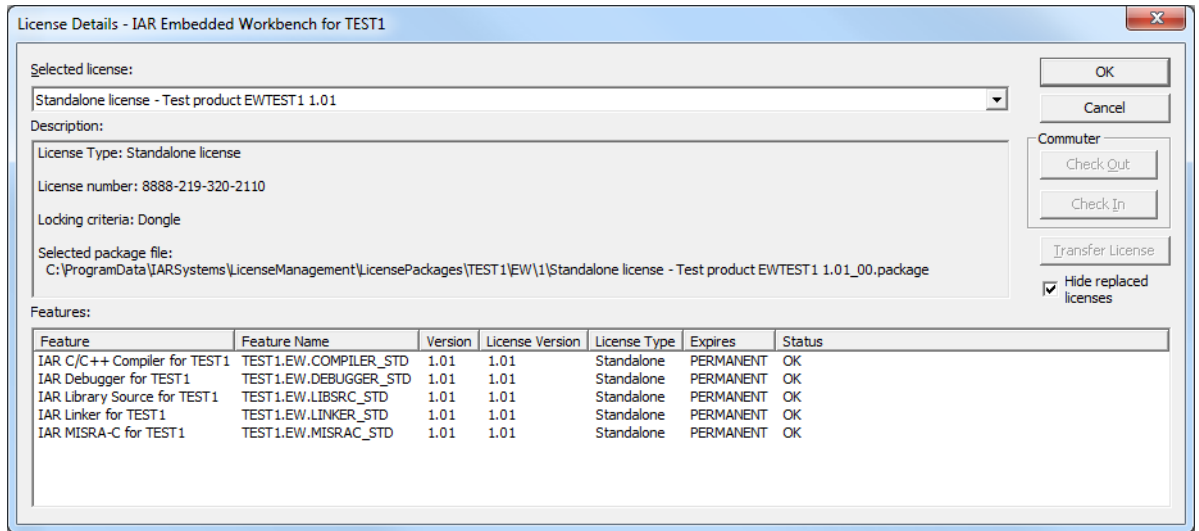 License Details - IAR Embedded Workbench for TEST1
Selected license:
Standalone license - Test product EWTEST1 1.01
Description:
License Type: Standalone license
License number: 8888-219-320-2110
Locking criteria: Dongle
Selected package file:
C:\ProgramData\IARSystems\LicenseManagement\LicensePackages\TEST1\EW\1\Standalone license - Test product EWTEST1 1.01_00.package
OK
Cancel
Commuter
Check Out
Check In
Transfer License
Hide replaced
licenses
Features:
Feature Feature Name Version License Version License Type Expires Status
IAR C/C++ Compiler for TEST1 TEST1.EW.COMPILER_STD 1.01 1.01 Standalone PERMANENT OK
IAR Debugger for TEST1 TEST1.EW.DEBUGGER_STD 1.01 1.01 Standalone PERMANENT OK
IAR Library Source for TEST1 TEST1.EW.LIBSRC_STD 1.01 1.01 Standalone PERMANENT OK
IAR Linker for TEST1 TEST1.EW.LINKER_STD 1.01 1.01 Standalone PERMANENT OK
IAR MISRA-C for TEST1 TEST1.EW.MISRAC_STD 1.01 1.01 Standalone PERMANENT OK